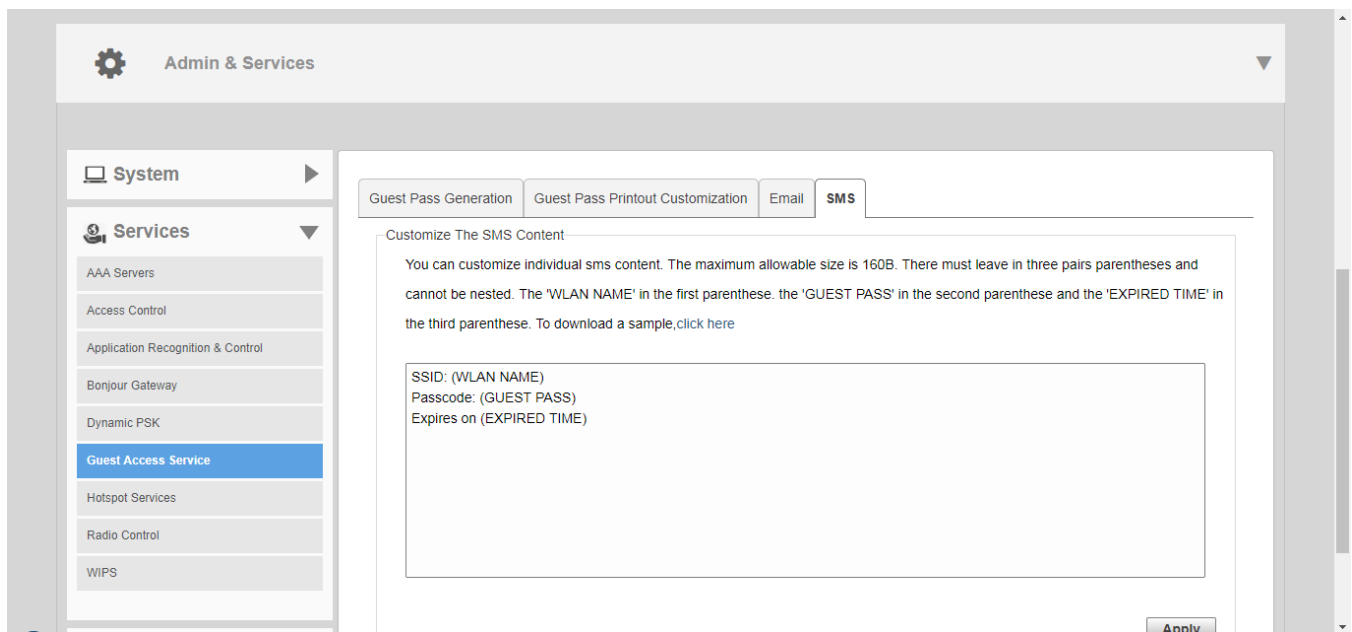 Admin & Services
System
Services
AAA Servers
Access Control
Application Recognition & Control
Bonjour Gateway
Dynamic PSK
Guest Access Service
Hotspot Services
Radio Control
WIPS
Guest Pass Generation
Guest Pass Printout Customization
Email
SMS
Customize The SMS Content
You can customize individual sms content. The maximum allowable size is 160B. There must leave in three pairs parentheses and
cannot be nested. The 'WLAN NAME' in the first parenthese. the 'GUEST PASS' in the second parenthese and the 'EXPIRED TIME' in
the third parenthese. To download a sample,click here
SSID: (WLAN NAME)
Passcode: (GUEST PASS)
Expires on (EXPIRED TIME)
Apply